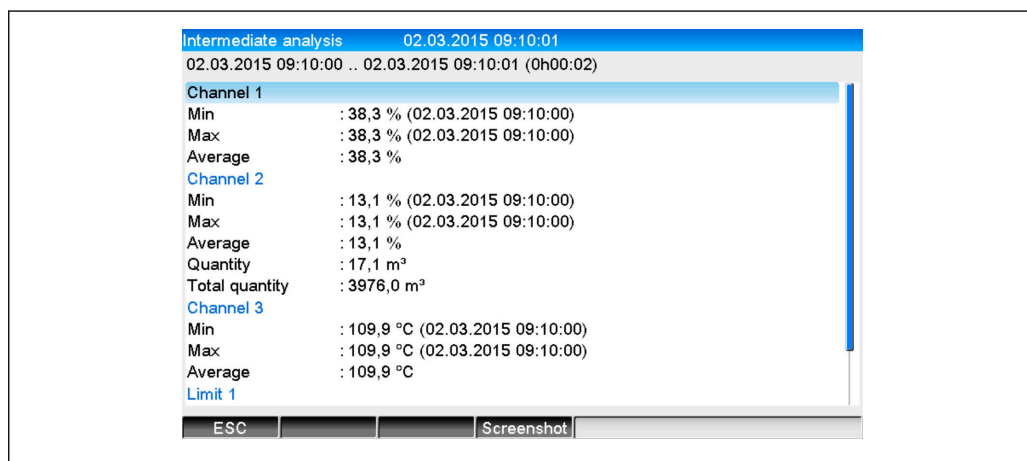 Intermediate analysis 02.03.2015 09:10:01
02.03.2015 09:10:00 .. 02.03.2015 09:10:01 (0h00:02)
Channel 1
Min : 38,3 % (02.03.2015 09:10:00)
Max : 38,3 % (02.03.2015 09:10:00)
Average : 38,3 %
Channel 2
Min : 13,1 % (02.03.2015 09:10:00)
Max : 13,1 % (02.03.2015 09:10:00)
Average : 13,1 %
Quantity : 17,1 m³
Total quantity : 3976,0 m³
Channel 3
Min : 109,9 °C (02.03.2015 09:10:00)
Max : 109,9 °C (02.03.2015 09:10:00)
Average : 109,9 °C
Limit 1
ESC Screenshot